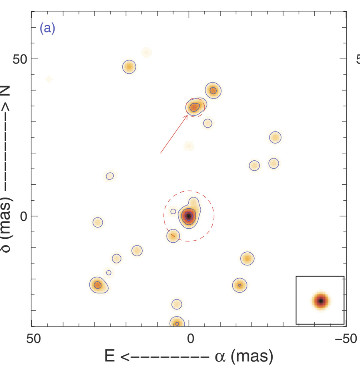 (a)
50
5
0
δ (mas) --------> N
50
0
−50
E <-------- α (mas)